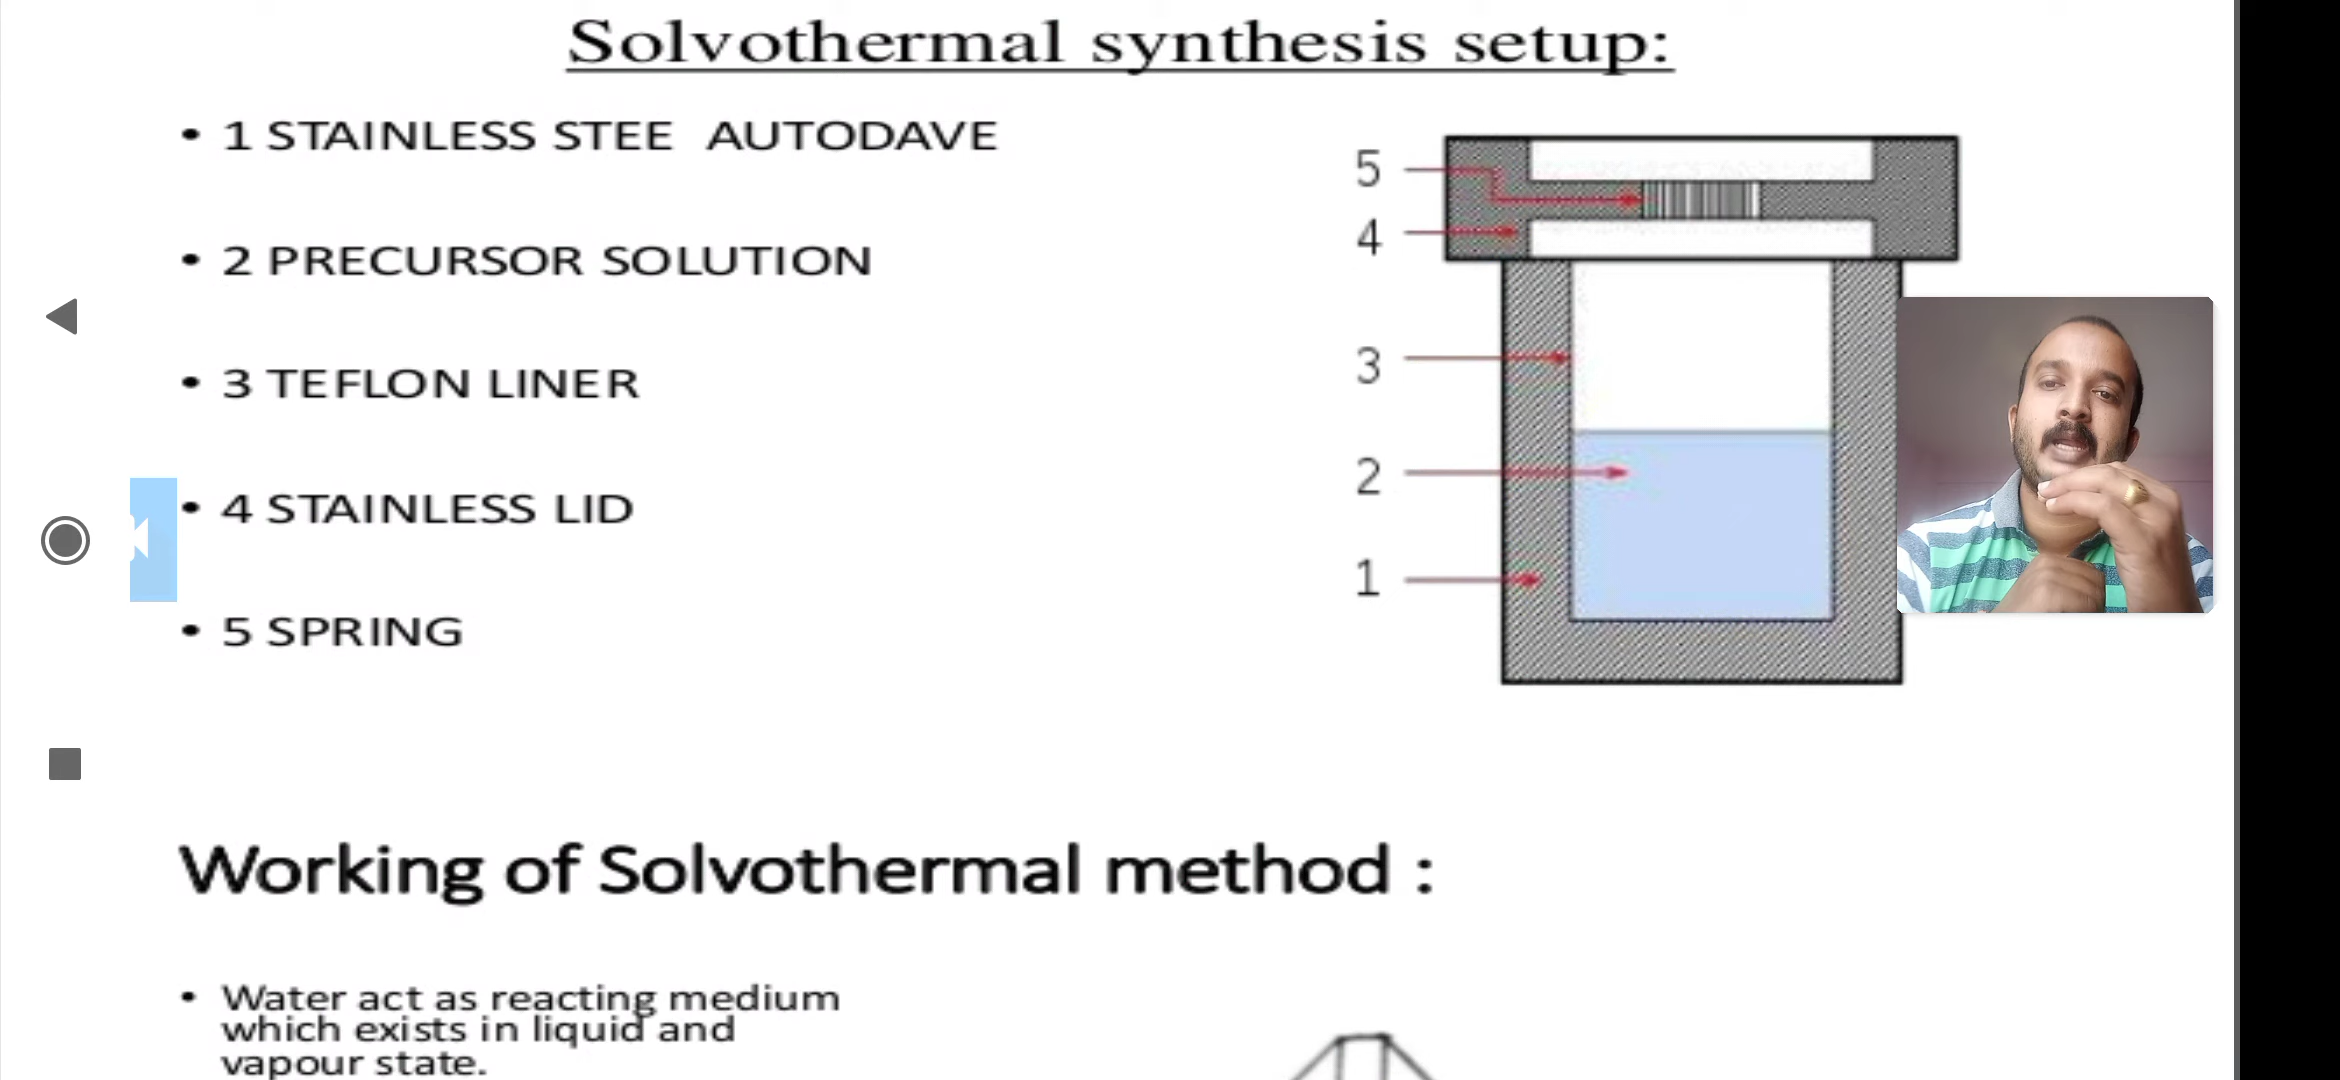 Solvothermal synthesis setup:
• 1 STAINLESS STEE AUTODAVE
• 2 PRECURSOR SOLUTION
• 3 TEFLON LINER
• 4 STAINLESS LID
• 5 SPRING
5
4
3
2
1
Working of Solvothermal method :
• Water act as reacting medium
which exists in liquid and
vapour state.